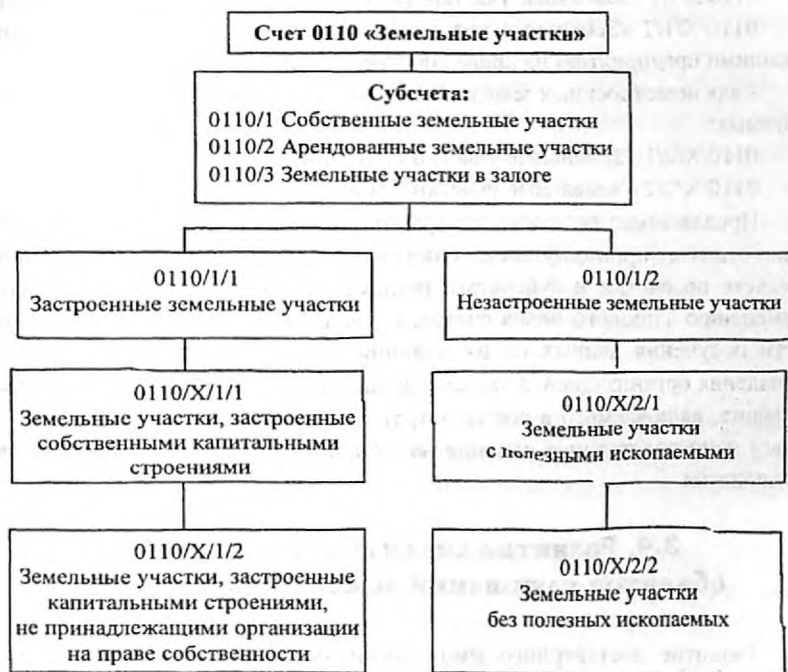 Счет 0110 «Земельные участки»
Субсчета:
0110/1 Собственные земельные участки
0110/2 Арендованные земельные участки
0110/3 Земельные участки в залоге
0110/1/1
Застроенные земельные участки
0110/1/2
Незастроенные земельные участки
0110/X/1/1
Земельные участки, застроенные
собственными капитальными
строениями
0110/X/2/1
Земельные участки
с полезными ископаемыми
0110/X/1/2
Земельные участки, застроенные
капитальными строениями,
не принадлежащими организации
на праве собственности
0110/X/2/2
Земельные участки
без полезных ископаемых